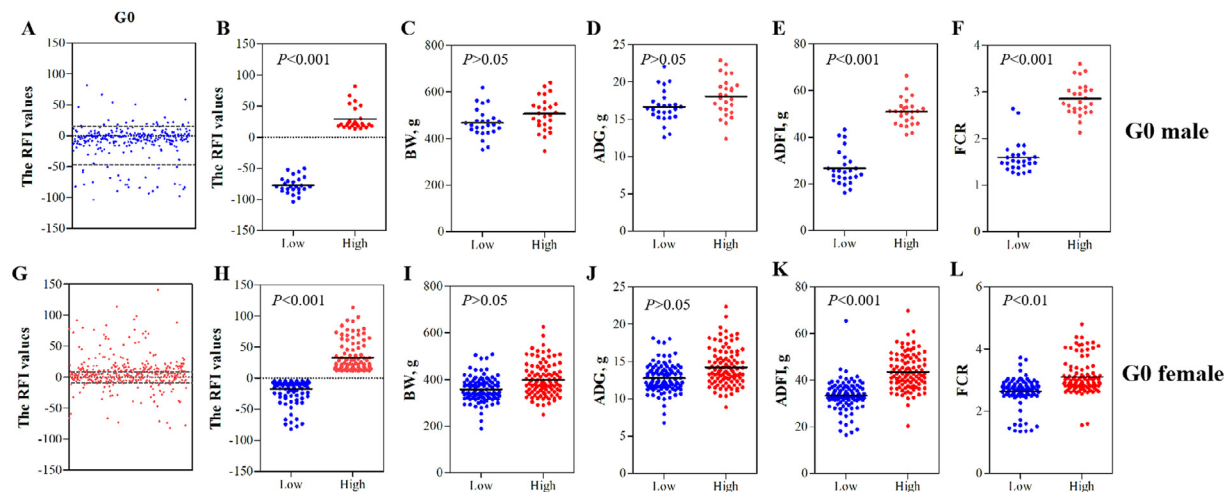 G0
A
B
C
D
E
F
The RFI values
150
100
50
0
-50
-100
-150
The RFI values
150
100
50
0
-50
-100
-150
P<0.001
Low High
BW, g
800
600
400
200
0
P>0.05
Low High
ADG, g
25
20
15
10
5
0
P>0.05
Low High
ADFI, g
80
60
40
20
0
P<0.001
Low High
FCR
4
3
2
1
0
P<0.001
Low High
G0 male
G
H
I
J
K
L
The RFI values
150
100
50
0
-50
-100
-150
The RFI values
150
100
50
0
-50
-100
-150
P<0.001
Low High
BW, g
800
600
400
200
0
P>0.05
Low High
ADG, g
25
20
15
10
5
0
P>0.05
Low High
ADFI, g
80
60
40
20
0
P<0.001
Low High
FCR
6
4
2
0
P<0.01
Low High
G0 female